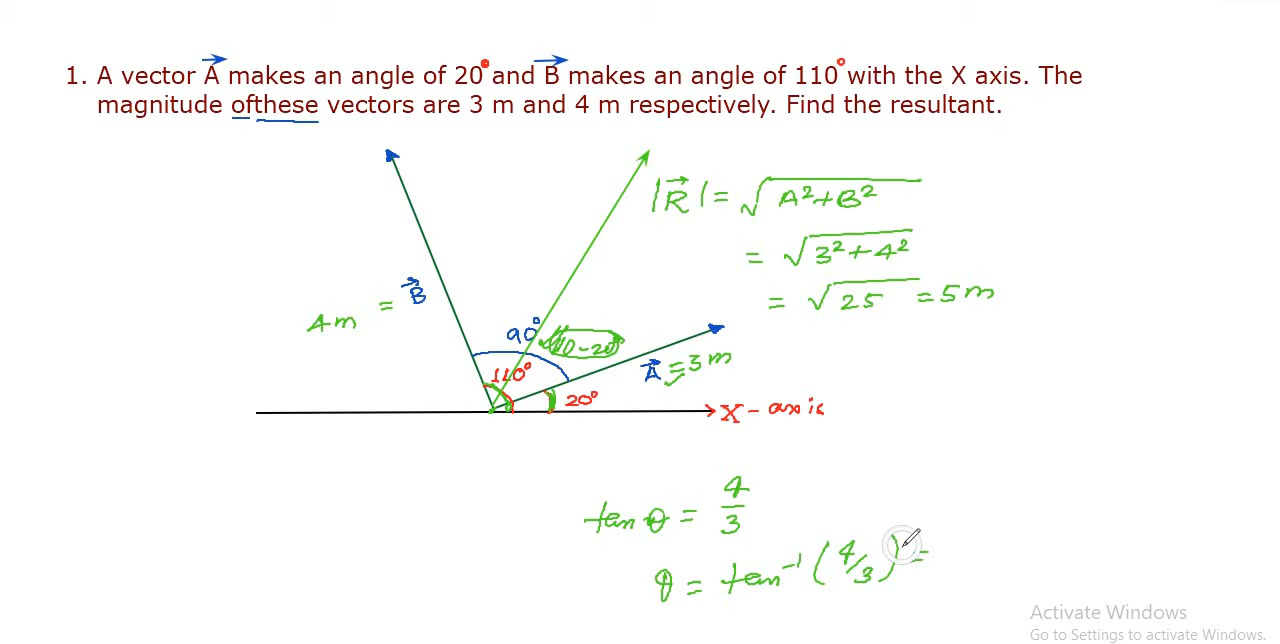 1. A vector A makes an angle of 20° and B makes an angle of 110° with the X axis. The
magnitude ofthese vectors are 3 m and 4 m respectively. Find the resultant.
|R| = √A²+B²
= √3²+4²
= √25 = 5m
4m = B
90°
110-20°
A = 3m
110°
20°
X - axis
tan θ = 4/3
θ = tan⁻¹(4/3) =
Activate Windows
Go to Settings to activate Windows.